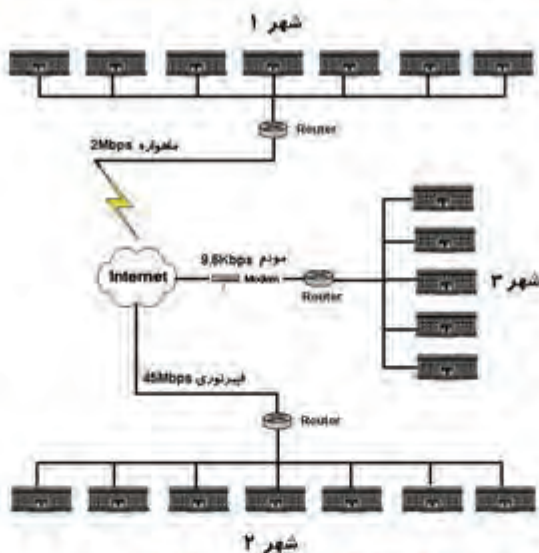 شهر ۱
Router
ماهواره 2Mbps
مودم 9.6Kbps
Internet
Modem
Router
شهر ۳
فیبرنوری 45Mbps
Router
شهر ۲